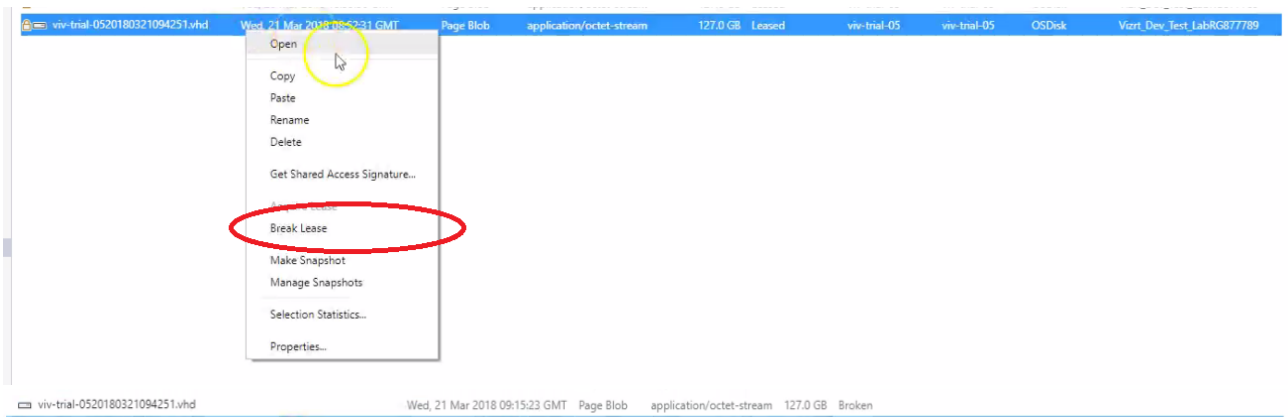 viv-trial-0520180321094251.vhd Wed, 21 Mar 2018 08:52:31 GMT Page Blob application/octet-stream 127.0 GB Leased viv-trial-05 viv-trial-05 OSDisk Vizrt_Dev_Test_LabRG877789
Open
Copy
Paste
Rename
Delete
Get Shared Access Signature...
Acquire Lease
Break Lease
Make Snapshot
Manage Snapshots
Selection Statistics...
Properties...
viv-trial-0520180321094251.vhd Wed, 21 Mar 2018 09:15:23 GMT Page Blob application/octet-stream 127.0 GB Broken